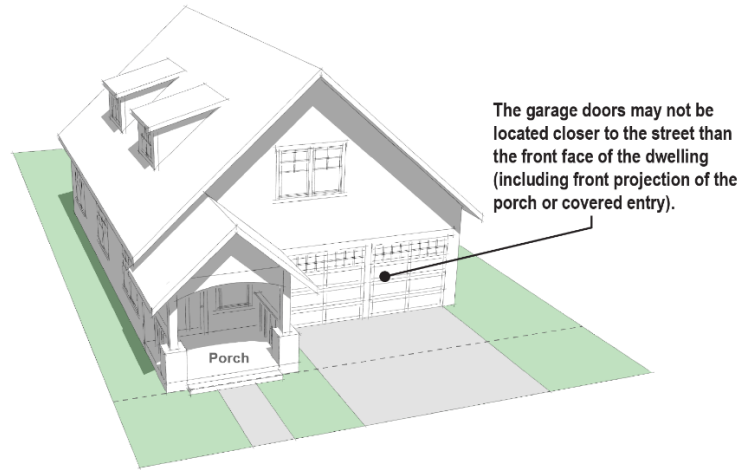 The garage doors may not be
located closer to the street than
the front face of the dwelling
(including front projection of the
porch or covered entry).
Porch